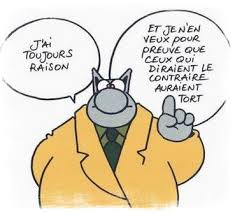 J'AI
TOUJOURS
RAISON
ET JE N'EN
VEUX POUR
PREUVE QUE
CEUX QUI
DIRAIENT LE
CONTRAIRE
AURAIENT
TORT